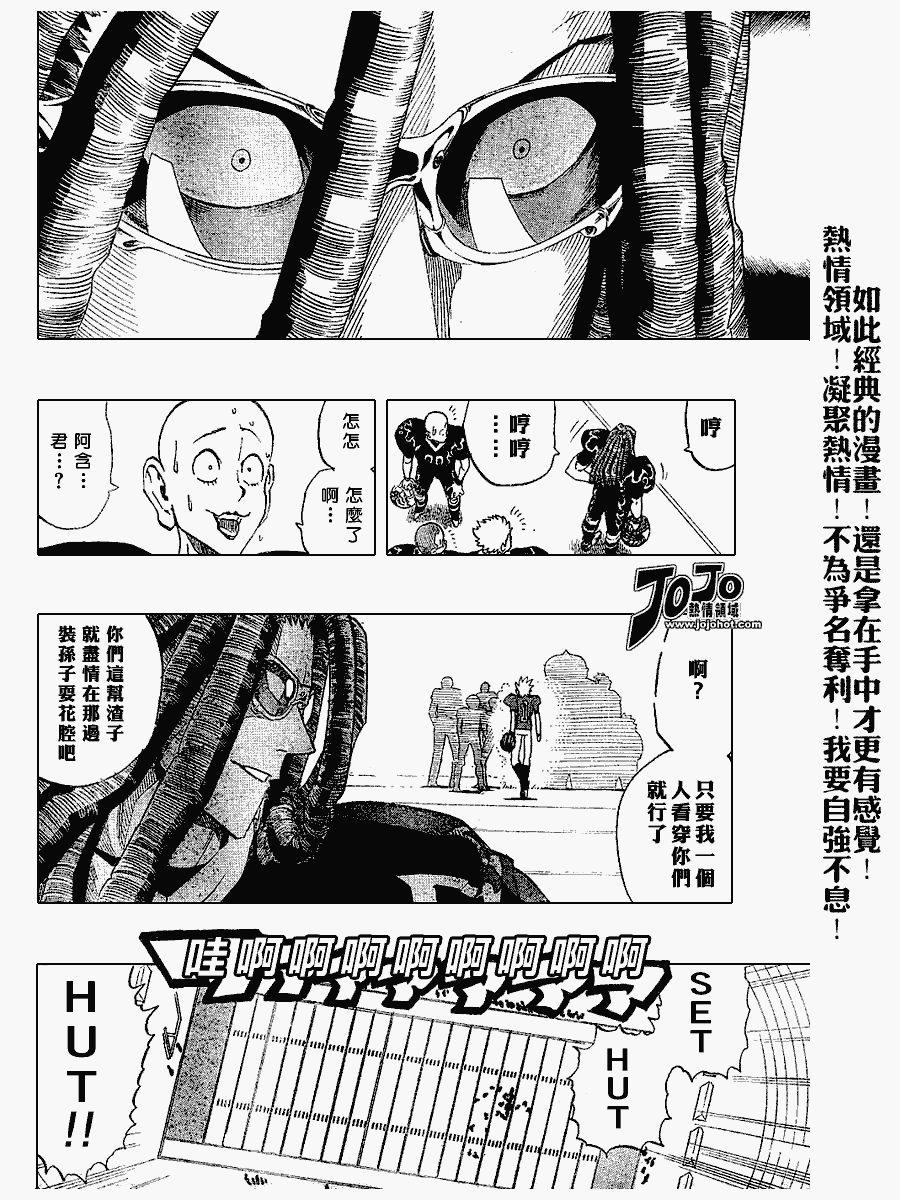 如此經典的漫畫！還是拿在手中才更有感覺！
熱情領域！凝聚熱情！不為爭名奪利！我要自強不息！
哼
哼哼
……
怎怎
怎麼了
啊…
阿含…
君…？
JOJO
熱情領域
www.jojohot.com
啊？
只要我一個
人看穿你們
就行了
你們這幫渣子
就盡情在那邊
裝孫子耍花腔吧
哇啊啊啊啊啊啊啊啊
SET
HUT
HUT!!